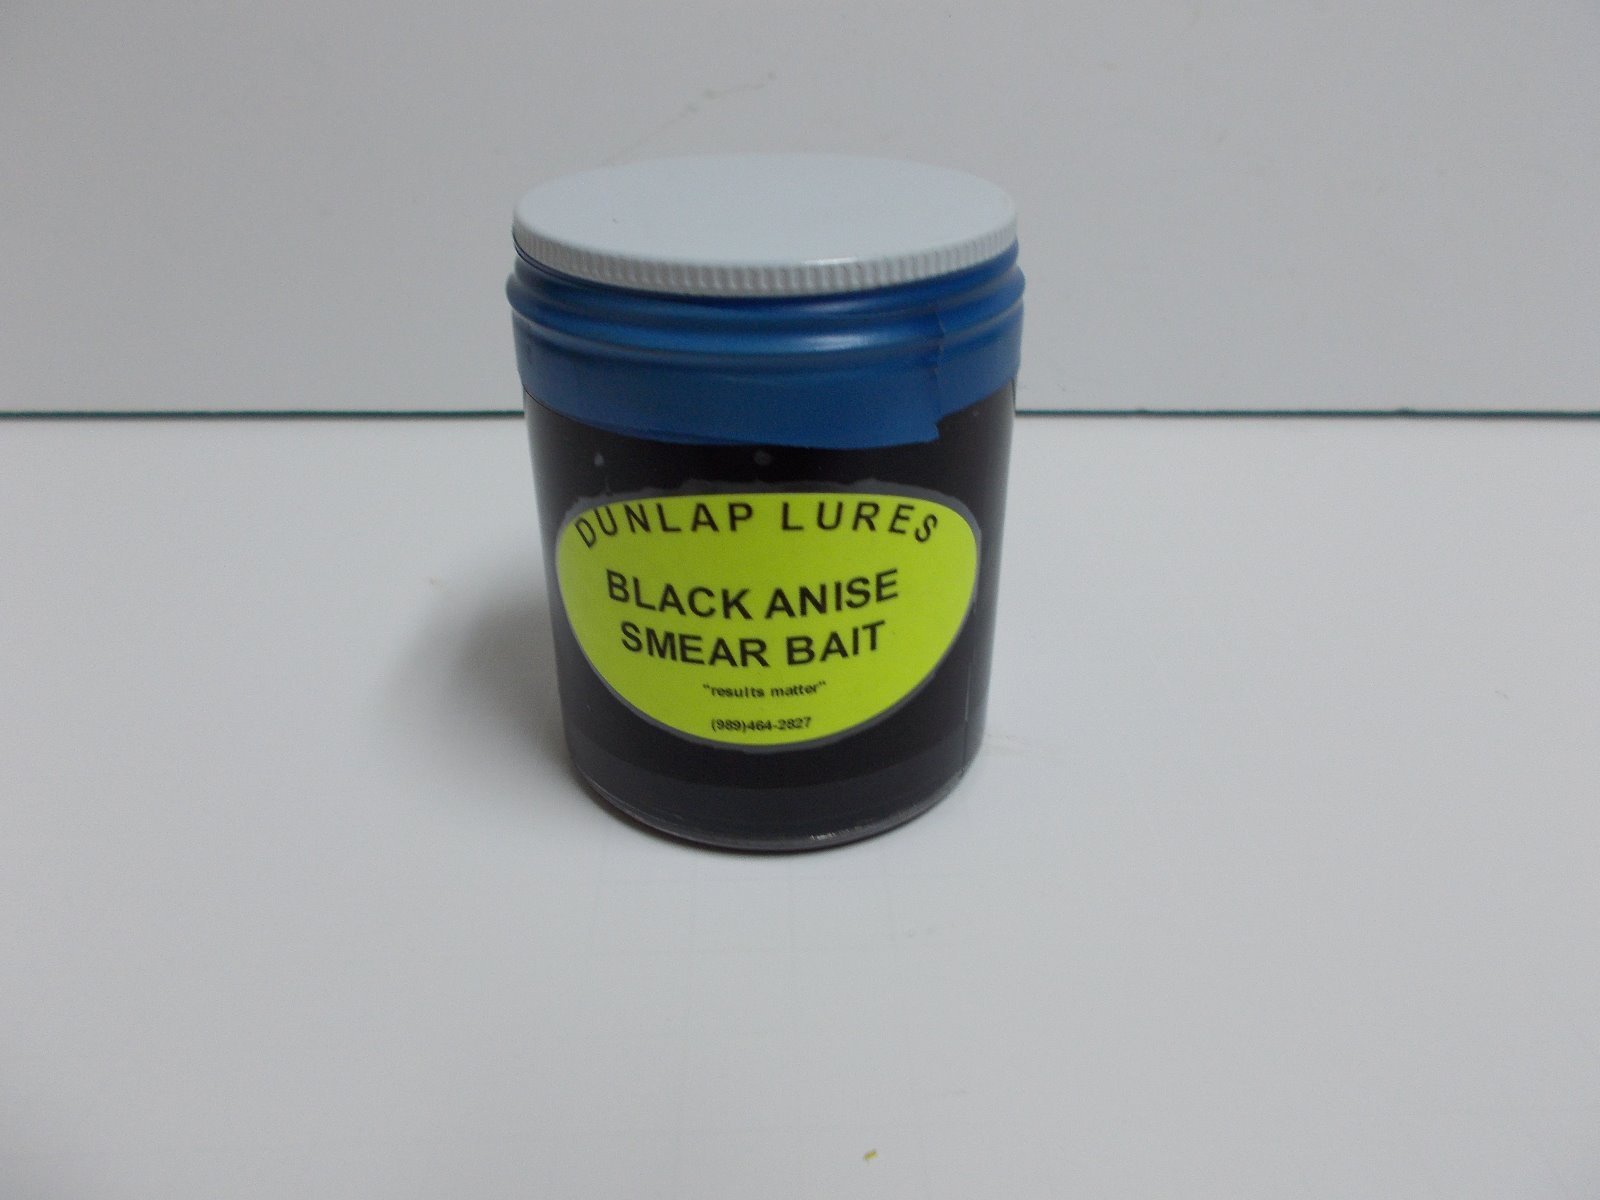 DUNLAP LURES
BLACK ANISE
SMEAR BAIT
"results matter"
(989)464-2827